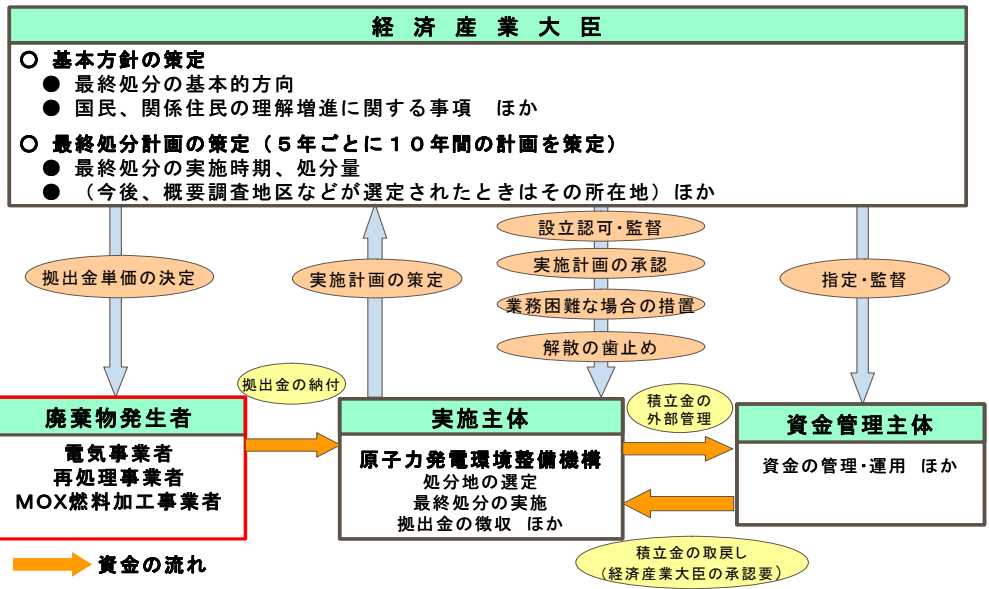 経済産業大臣
○ 基本方針の策定
● 最終処分の基本的方向
● 国民、関係住民の理解増進に関する事項 ほか
○ 最終処分計画の策定（５年ごとに１０年間の計画を策定）
● 最終処分の実施時期、処分量
● （今後、概要調査地区などが選定されたときはその所在地）ほか
設立認可・監督
拠出金単価の決定
実施計画の策定
実施計画の承認
指定・監督
業務困難な場合の措置
解散の歯止め
拠出金の納付
積立金の
外部管理
廃棄物発生者
電気事業者
再処理事業者
MOX燃料加工事業者
実施主体
原子力発電環境整備機構
処分地の選定
最終処分の実施
拠出金の徴収 ほか
資金管理主体
資金の管理・運用 ほか
積立金の取戻し
（経済産業大臣の承認要）
資金の流れ